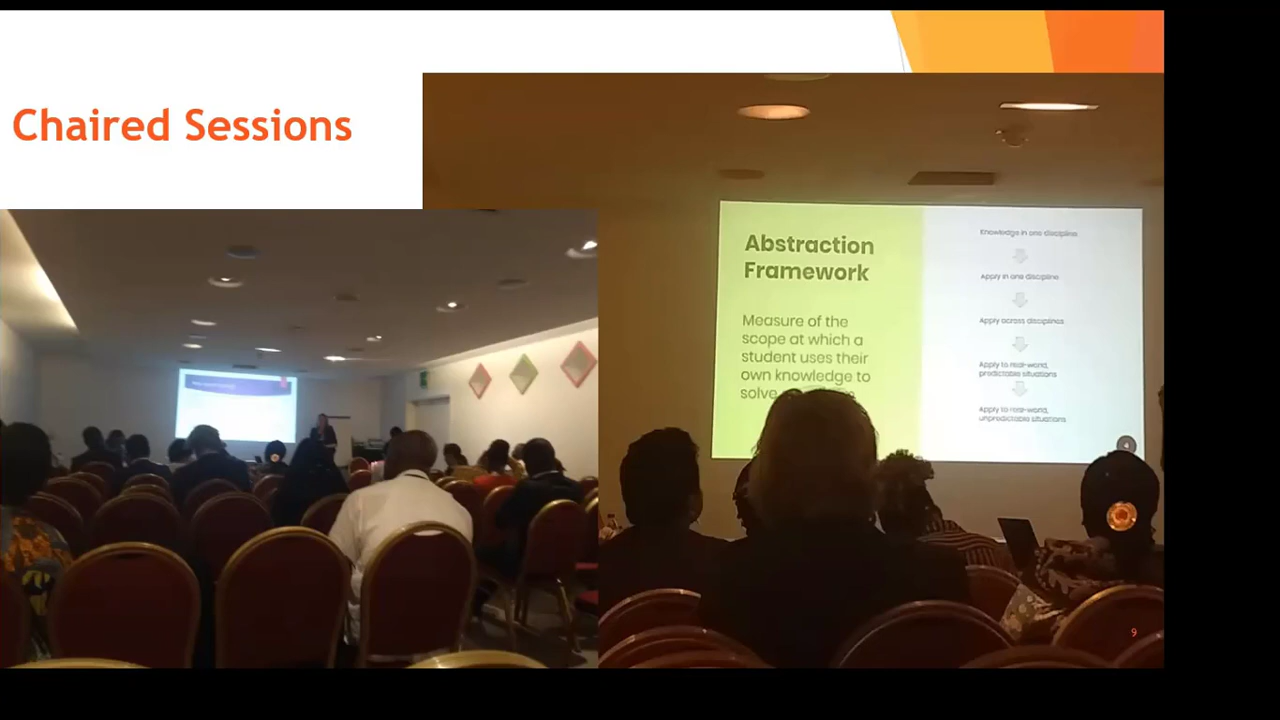 Chaired Sessions
Abstraction
Framework
Measure of the
scope at which a
student uses their
own knowledge to
solve
Knowledge in one discipline
Apply in one discipline
Apply across disciplines
Apply to real-world,
predictable situations
Apply to real-world,
unpredictable situations
9